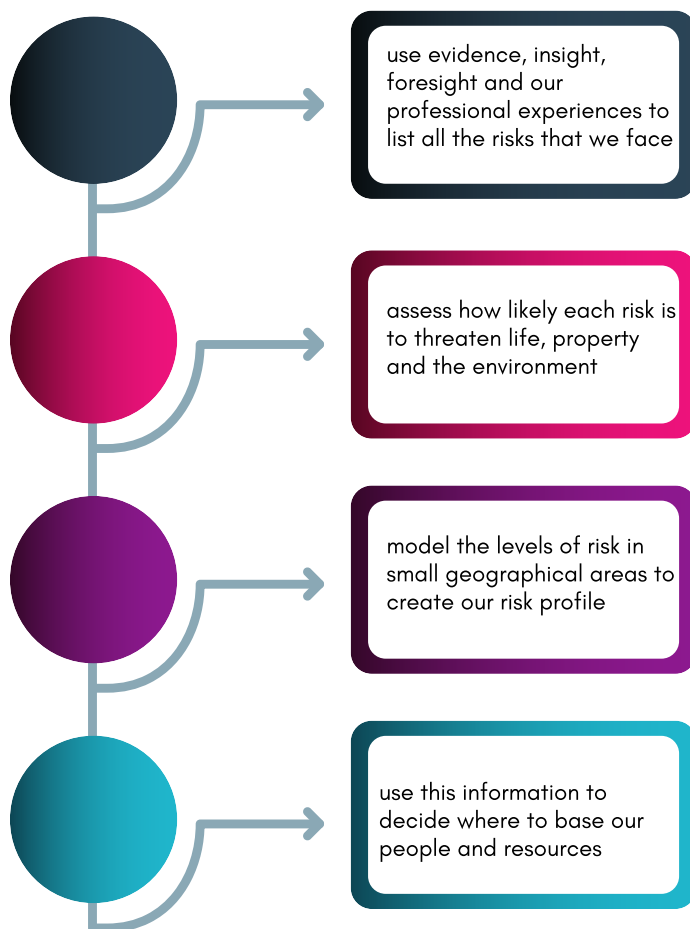 use evidence, insight,
foresight and our
professional experiences to
list all the risks that we face
assess how likely each risk is
to threaten life, property
and the environment
model the levels of risk in
small geographical areas to
create our risk profile
use this information to
decide where to base our
people and resources